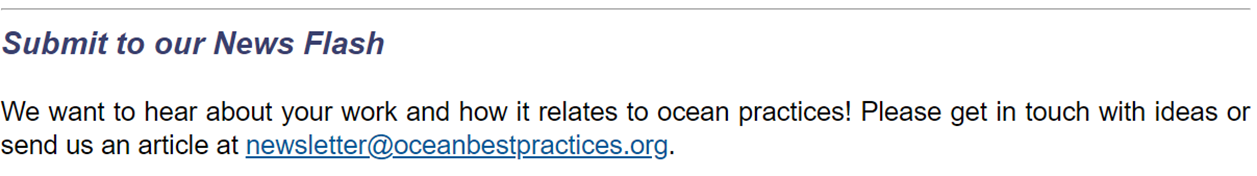 Submit to our News Flash
We want to hear about your work and how it relates to ocean practices! Please get in touch with ideas or
send us an article at newsletter@oceanbestpractices.org.